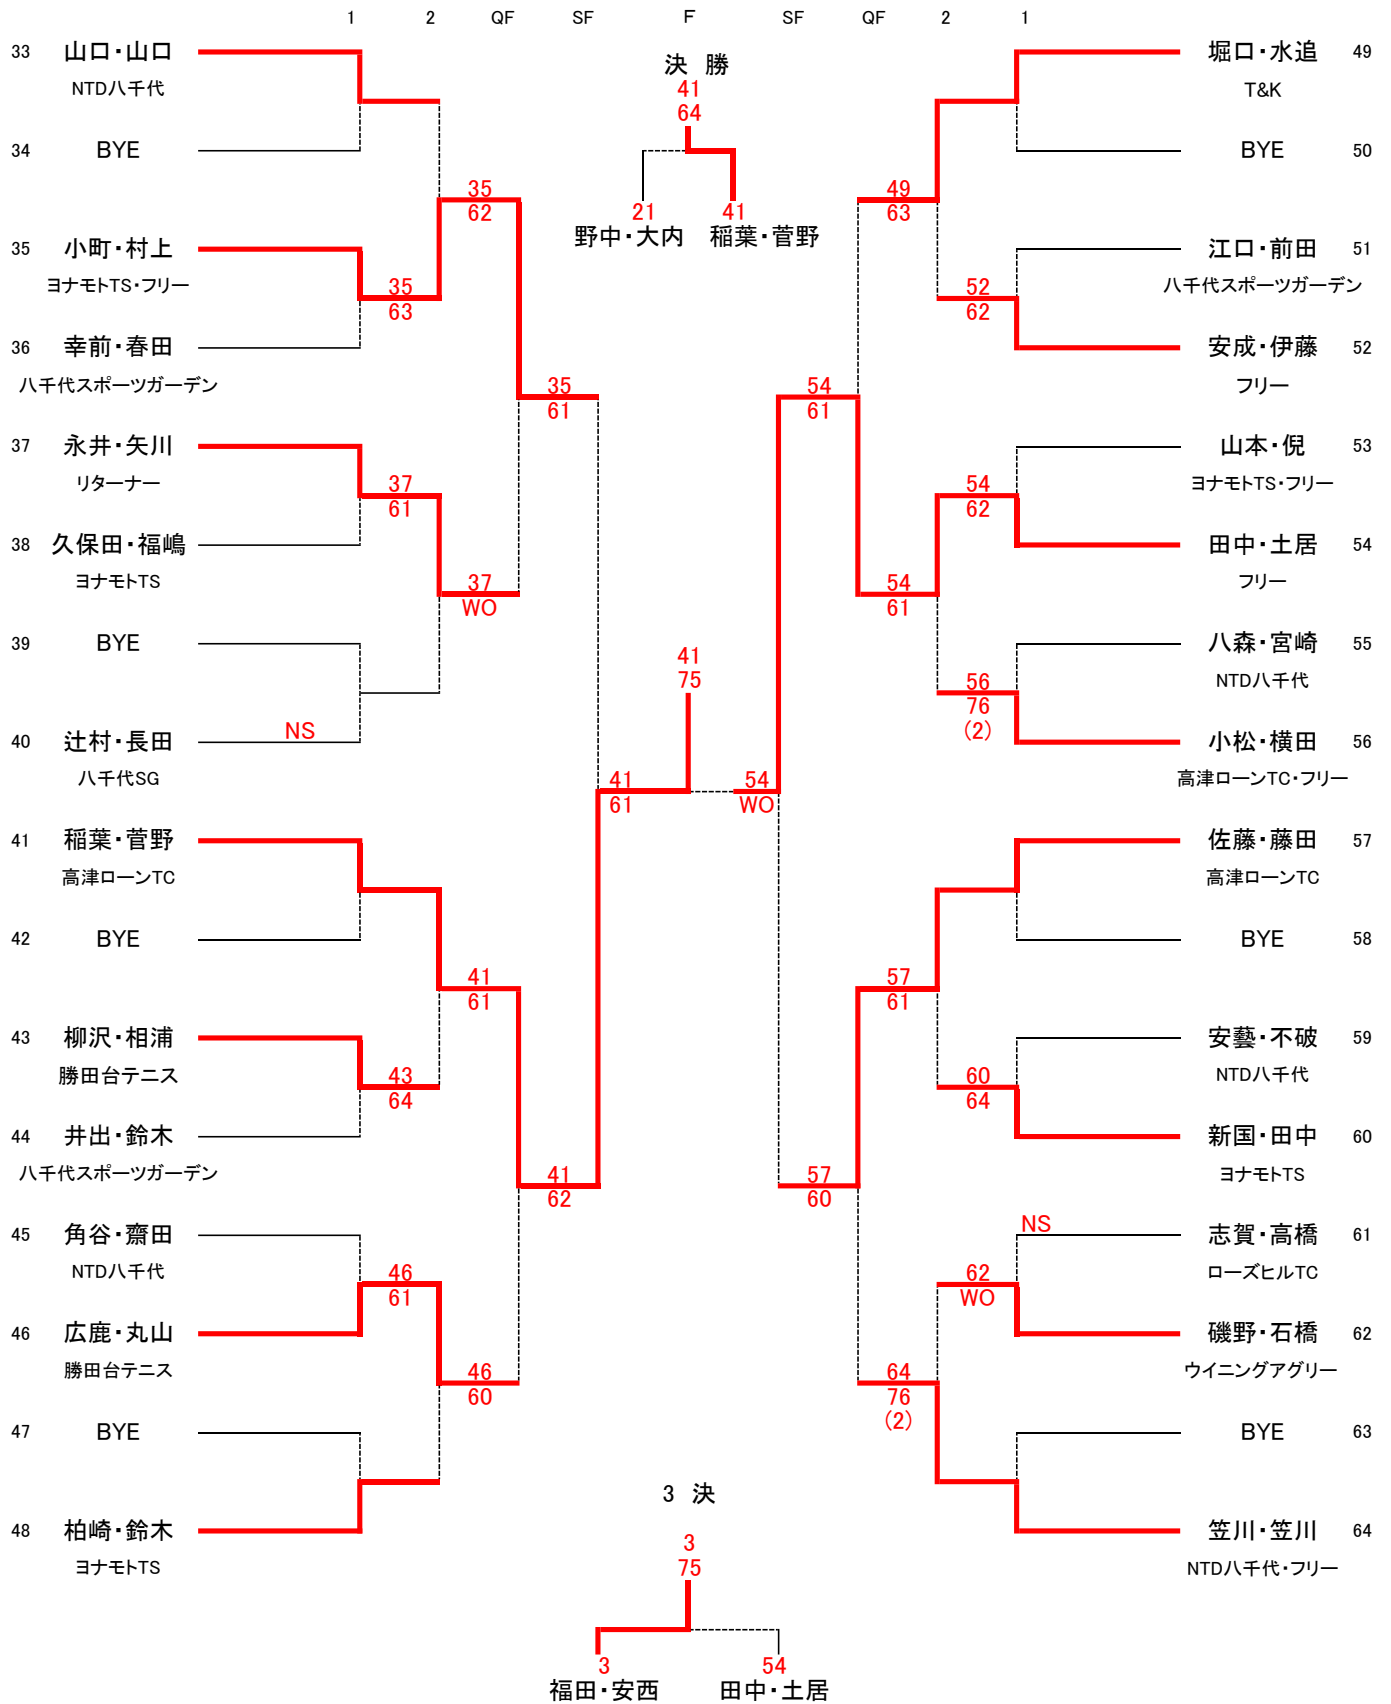 1 2 QF SF F SF QF 2 1
決 勝
41
64
21 41
野中・大内 稲葉・菅野
33 山口・山口
NTD八千代
34 BYE
35
62
35 小町・村上
ヨナモトTS・フリー
35
63
36 幸前・春田
八千代スポーツガーデン
35
61
37 永井・矢川
リターナー
37
61
38 久保田・福嶋
ヨナモトTS
37
WO
39 BYE
40 辻村・長田 NS
八千代SG
41
61
41
75
41 稲葉・菅野
高津ローンTC
42 BYE
41
61
43 柳沢・相浦
勝田台テニス
43
64
44 井出・鈴木
八千代スポーツガーデン
41
62
45 角谷・齋田
NTD八千代
46
61
46 広鹿・丸山
勝田台テニス
46
60
47 BYE
48 柏崎・鈴木
ヨナモトTS
堀口・水追 49
T&K
BYE 50
49
63
江口・前田 51
八千代スポーツガーデン
52
62
安成・伊藤 52
フリー
54
61
山本・倪 53
ヨナモトTS・フリー
54
62
田中・土居 54
フリー
54
61
八森・宮崎 55
NTD八千代
56
76
(2)
小松・横田 56
高津ローンTC・フリー
54
WO
佐藤・藤田 57
高津ローンTC
BYE 58
57
61
安藝・不破 59
NTD八千代
60
64
新国・田中 60
ヨナモトTS
57
60
NS 志賀・高橋 61
ローズヒルTC
62
WO
磯野・石橋 62
ウイニングアグリー
64
76
(2)
BYE 63
笠川・笠川 64
NTD八千代・フリー
3 決
3
75
3 54
福田・安西 田中・土居